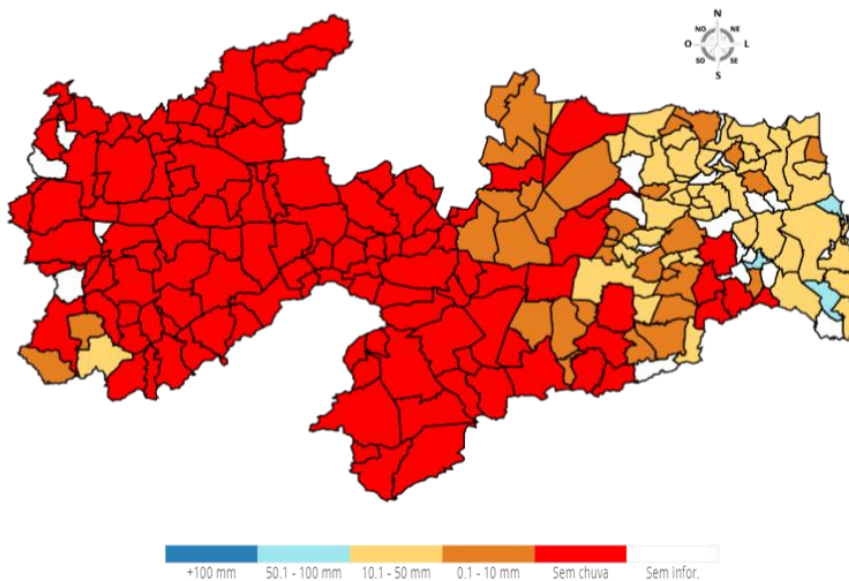 N
NO NE
O L
SO SE
S
+100 mm 50.1 - 100 mm 10.1 - 50 mm 0.1 - 10 mm Sem chuva Sem infor.